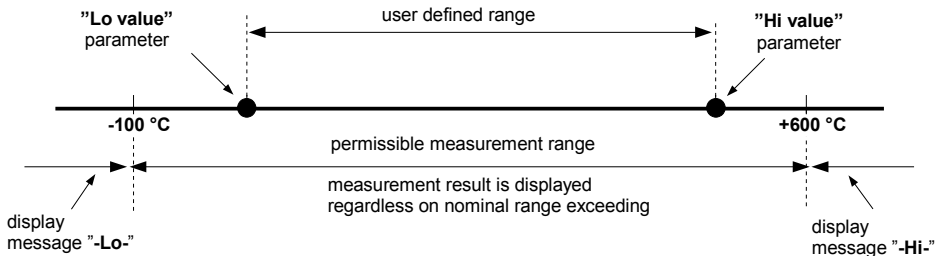 ”Lo value”
parameter
user defined range
”Hi value”
parameter
-100 °C
+600 °C
permissible measurement range
measurement result is displayed
regardless on nominal range exceeding
display
message ”-Lo-”
display
message ”-Hi-”